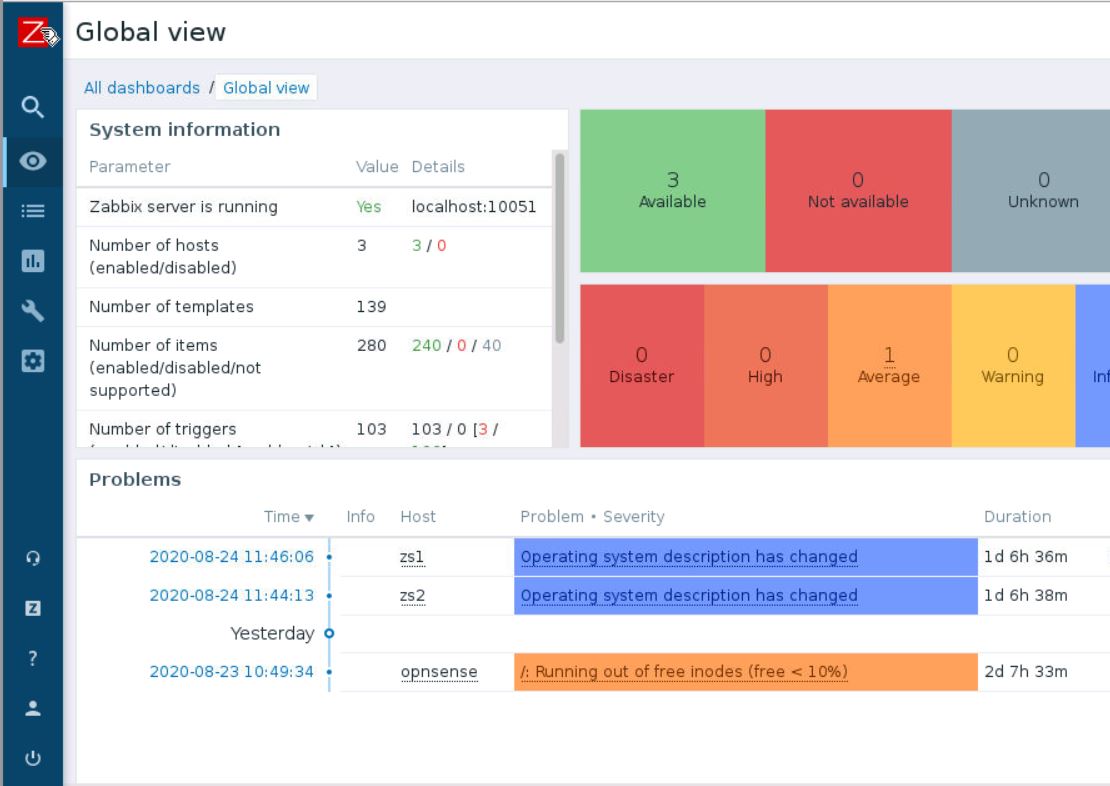 Z
Global view
All dashboards / Global view
System information
Parameter Value Details
Zabbix server is running Yes localhost:10051
Number of hosts 3 3 / 0
(enabled/disabled)
Number of templates 139
Number of items 280 240 / 0 / 40
(enabled/disabled/not
supported)
Number of triggers 103 103 / 0 [3 /
3
Available
0
Not available
0
Unknown
0
Disaster
0
High
1
Average
0
Warning
Inf
Problems
Time ▼ Info Host Problem • Severity Duration
2020-08-24 11:46:06 zs1 Operating system description has changed 1d 6h 36m
2020-08-24 11:44:13 zs2 Operating system description has changed 1d 6h 38m
Yesterday
2020-08-23 10:49:34 opnsense /: Running out of free inodes (free < 10%) 2d 7h 33m
Z
?